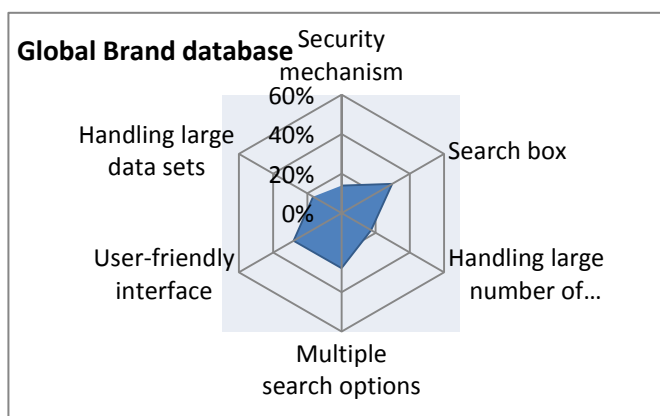 Global Brand database
Security
mechanism
60%
40%
20%
0%
Search box
Handling large
number of…
Multiple
search options
User-friendly
interface
Handling large
data sets